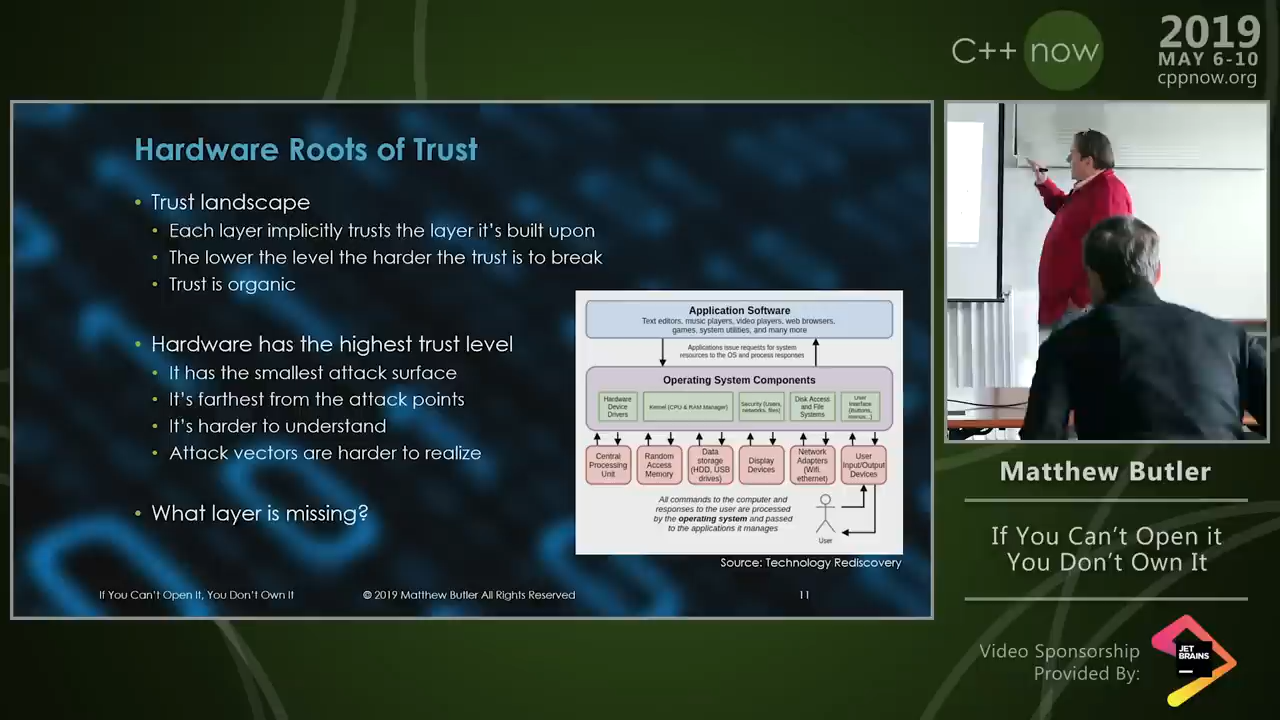 C++ now
2019
MAY 6-10
cppnow.org
Hardware Roots of Trust
• Trust landscape
• Each layer implicitly trusts the layer it's built upon
• The lower the level the harder the trust is to break
• Trust is organic
• Hardware has the highest trust level
• It has the smallest attack surface
• It's farthest from the attack points
• It's harder to understand
• Attack vectors are harder to realize
• What layer is missing?
Application Software
Text editors, music players, video players, web browsers,
games, system utilities, and many more
Applications issue requests for system
resources to the OS and process responses
Operating System Components
Hardware
Device
Drivers
Kernel (CPU & RAM Manager)
Security (Users,
networks, files)
Disk Access
and File
Systems
User
Interface
(Buttons,
menus...)
Central
Processing
Unit
Random
Access
Memory
Data
storage
(HDD, USB
drives)
Display
Devices
Network
Adapters
(Wifi,
ethernet)
User
Input/Output
Devices
All commands to the computer and
responses to the user are processed
by the operating system and passed
to the applications it manages
User
Source: Technology Rediscovery
If You Can't Open It, You Don't Own It
© 2019 Matthew Butler All Rights Reserved
11
Matthew Butler
If You Can't Open it
You Don't Own It
Video Sponsorship
Provided By:
JET
BRAINS